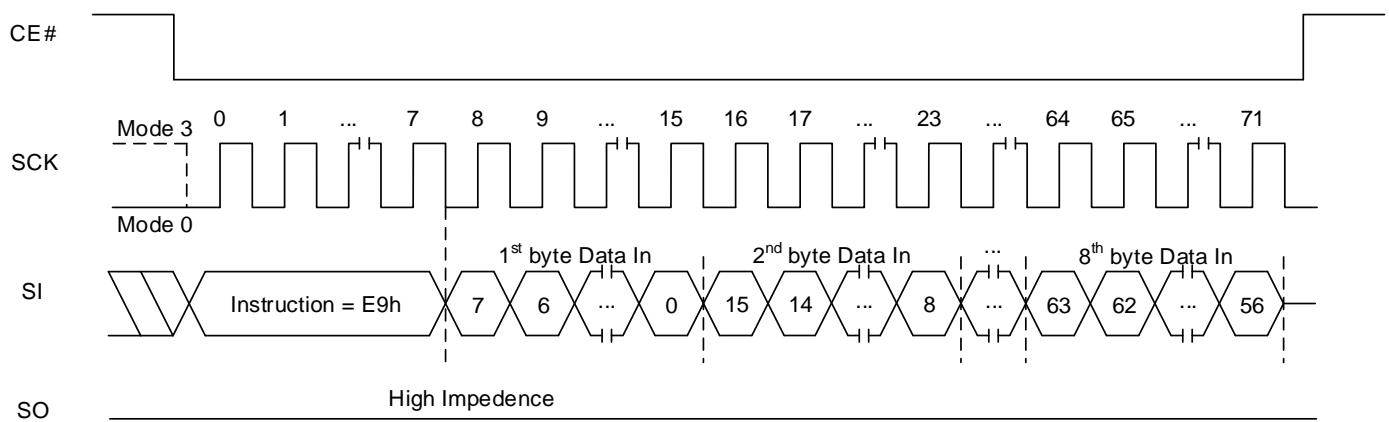 CE#
0 1 ... 7 8 9 ... 15 16 17 ... 23 ... 64 65 ... 71
Mode 3
SCK
Mode 0
1st byte Data In 2nd byte Data In ... 8th byte Data In
SI
Instruction = E9h 7 6 ... 0 15 14 ... 8 ... 63 62 ... 56
High Impedence
SO